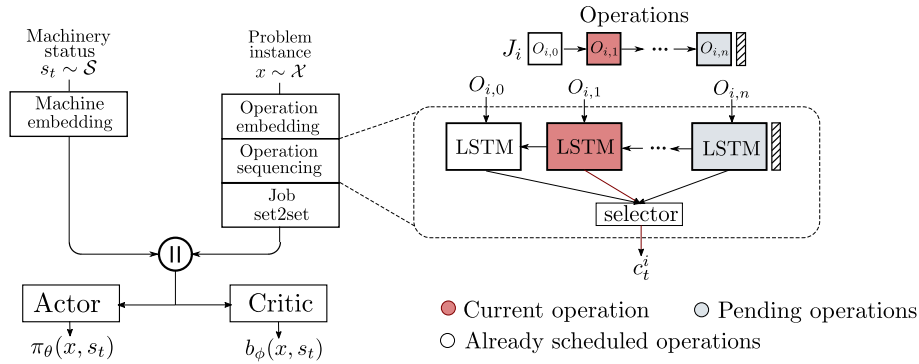 Machinery
status
s_t ∼ 𝒮
Machine
embedding
Problem
instance
x ∼ 𝒳
Operation
embedding
Operation
sequencing
Job
set2set
||
Actor
Critic
π_θ(x, s_t)
b_ϕ(x, s_t)
Operations
J_i O_{i,0} O_{i,1} ··· O_{i,n}
O_{i,0} O_{i,1} O_{i,n}
LSTM LSTM ··· LSTM
selector
c_t^i
Current operation
Pending operations
Already scheduled operations